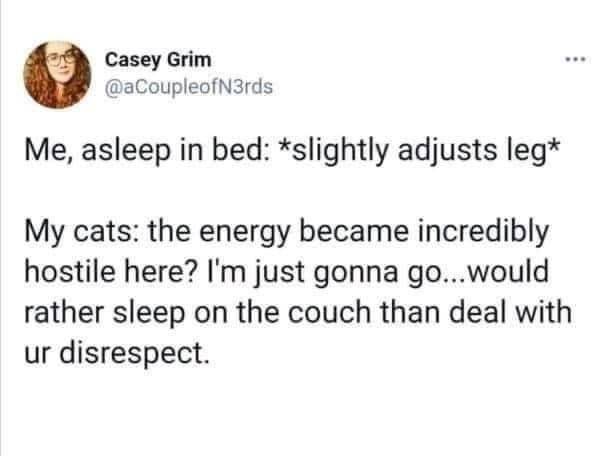 Casey Grim
@aCoupleofN3rds
Me, asleep in bed: *slightly adjusts leg*
My cats: the energy became incredibly
hostile here? I'm just gonna go...would
rather sleep on the couch than deal with
ur disrespect.